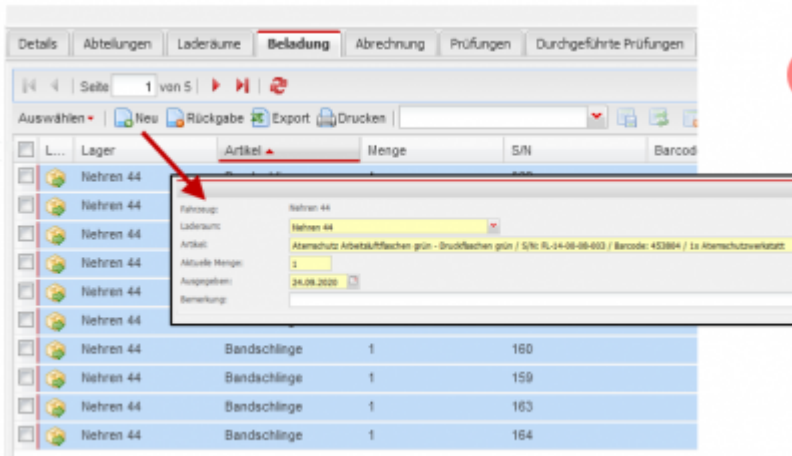 Details Abteilungen Laderäume Beladung Abrechnung Prüfungen Durchgeführte Prüfungen
Seite 1 von 5
Auswählen Neu Rückgabe Export Drucken
L... Lager Artikel Menge S/N Barcod
Nehren 44
Nehren 44
Nehren 44
Nehren 44
Nehren 44
Nehren 44
Fahrzeug: Nehren 44
Laderaum: Nehren 44
Artikel: Atemschutz Arbeitsluftflaschen grün - Druckflaschen grün / S/N: RL-14-06-08-003 / Barcode: 453864 / 1x Atemschutzwerkstatt
Aktuelle Menge: 1
Ausgegeben: 24.08.2020
Bemerkung:
Nehren 44 Bandschlinge 1 160
Nehren 44 Bandschlinge 1 159
Nehren 44 Bandschlinge 1 163
Nehren 44 Bandschlinge 1 164